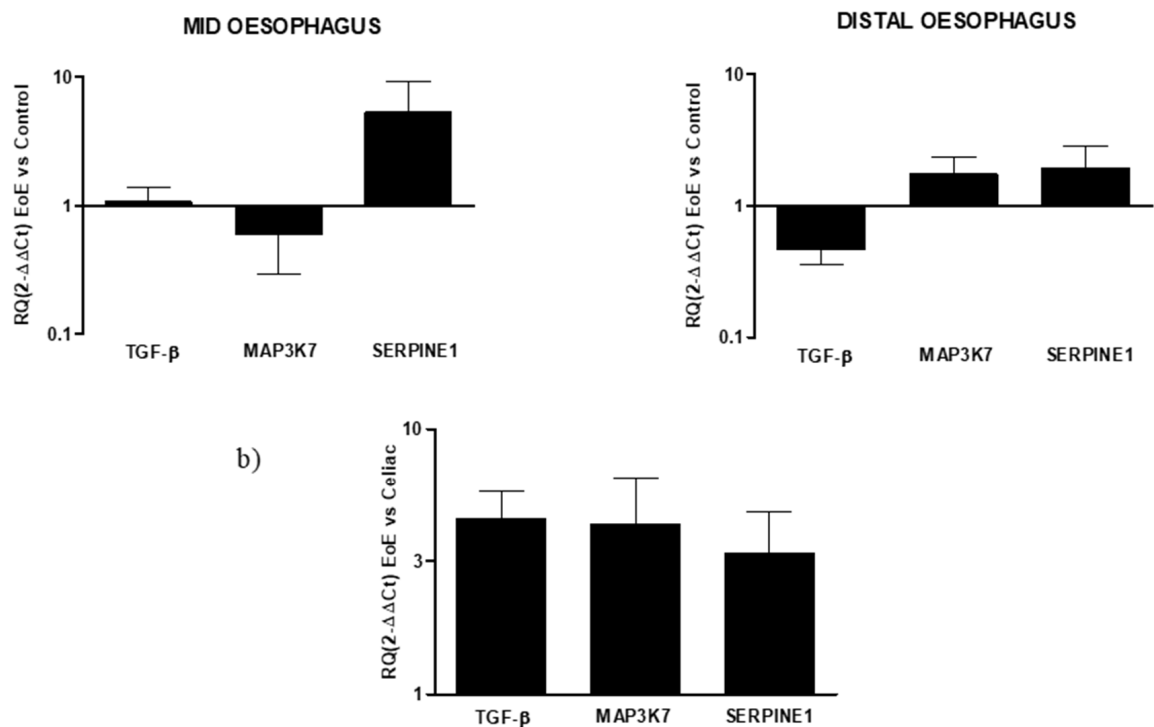 MID OESOPHAGUS
RQ(2-ΔΔCt) EoE vs Control
10
1
0.1
TGF-β MAP3K7 SERPINE1
DISTAL OESOPHAGUS
RQ(2-ΔΔCt) EoE vs Control
10
1
0.1
TGF-β MAP3K7 SERPINE1
b)
RQ(2-ΔΔCt) EoE vs Celiac
10
3
1
TGF-β MAP3K7 SERPINE1